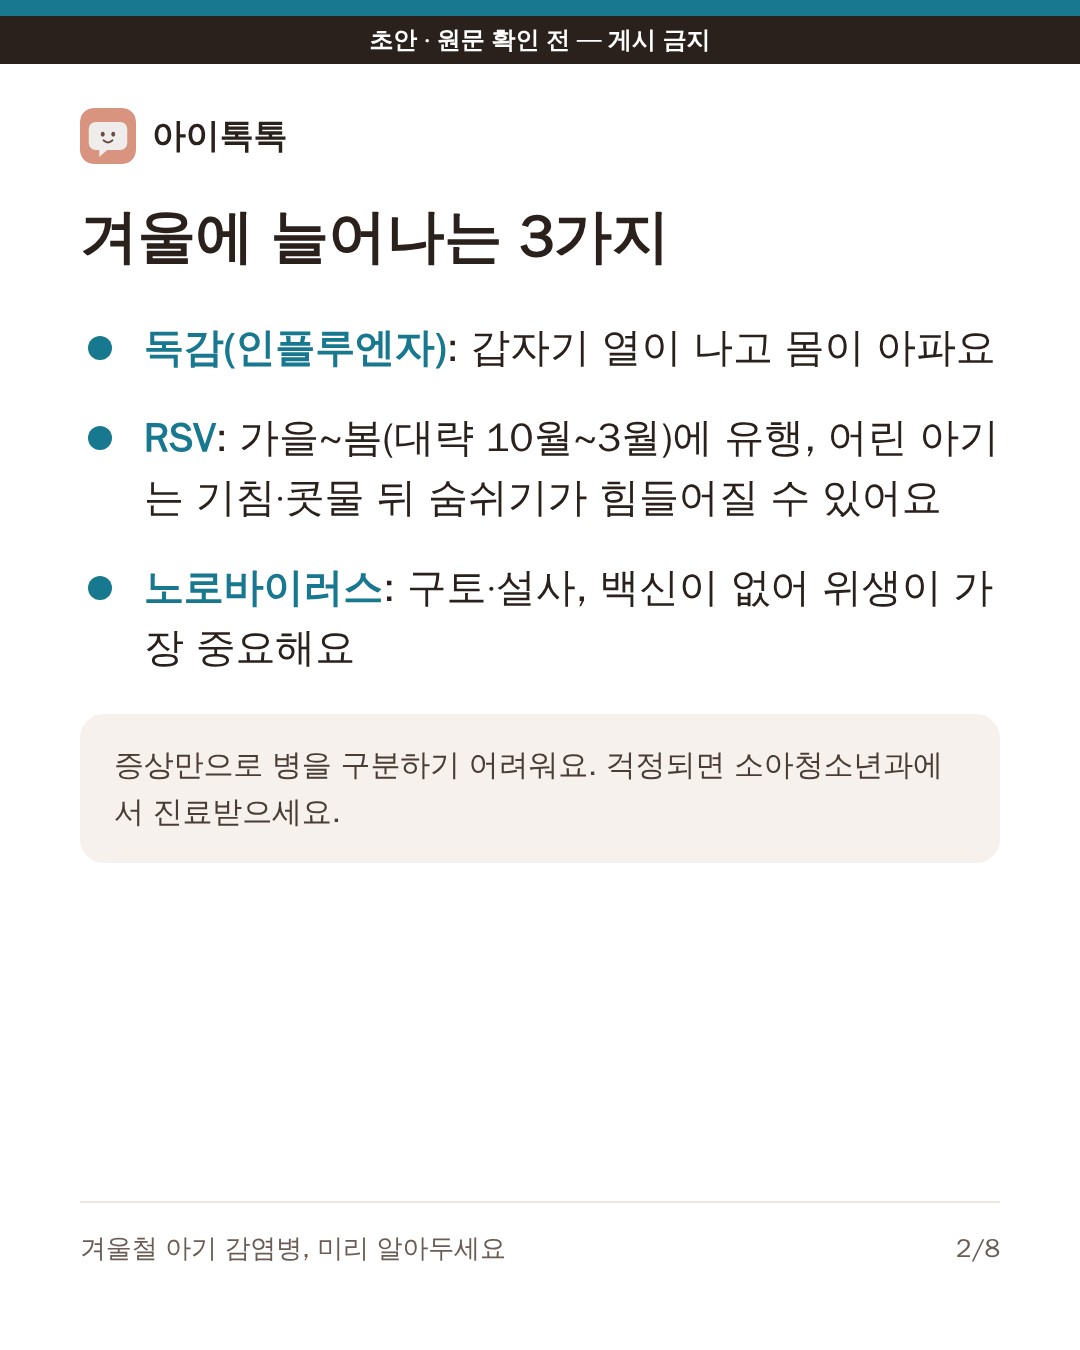 초안 · 원문 확인 전 — 게시 금지
아이톡톡
겨울에 늘어나는 3가지
독감(인플루엔자): 갑자기 열이 나고 몸이 아파요
RSV: 가을~봄(대략 10월~3월)에 유행, 어린 아기
는 기침·콧물 뒤 숨쉬기가 힘들어질 수 있어요
노로바이러스: 구토·설사, 백신이 없어 위생이 가
장 중요해요
증상만으로 병을 구분하기 어려워요. 걱정되면 소아청소년과에
서 진료받으세요.
겨울철 아기 감염병, 미리 알아두세요
2/8